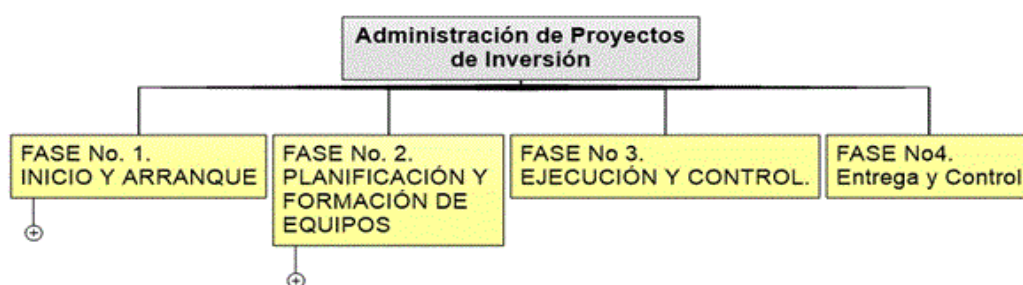 Administración de Proyectos
de Inversión
FASE No. 1.
INICIO Y ARRANQUE
FASE No. 2.
PLANIFICACIÓN Y
FORMACIÓN DE
EQUIPOS
FASE No 3.
EJECUCIÓN Y CONTROL.
FASE No4.
Entrega y Control